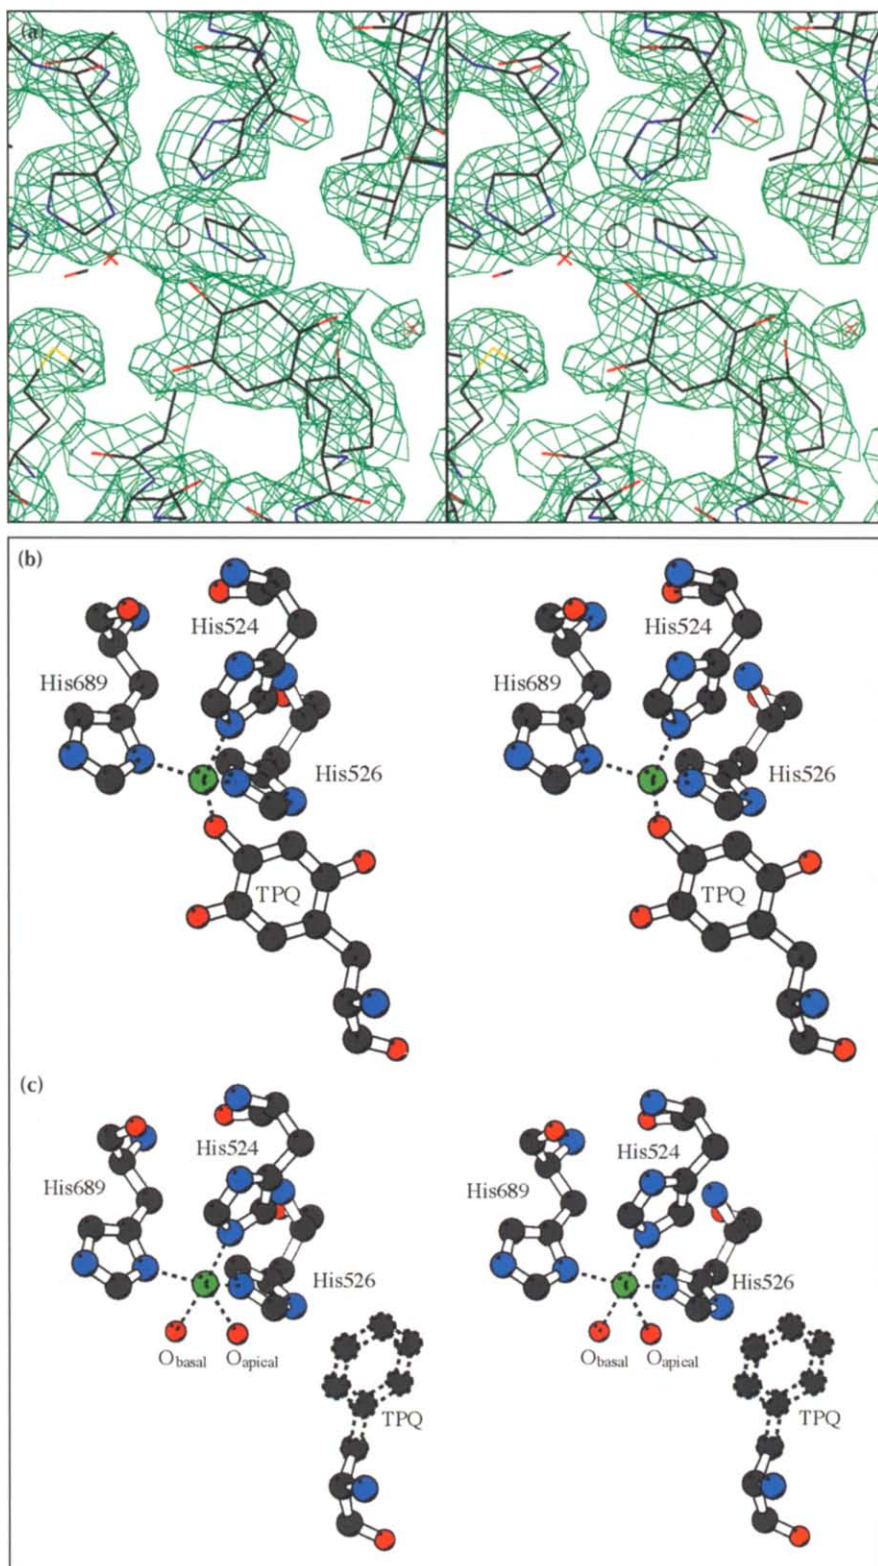 (a)
(b)
His524 His524
His689 His689
His526 His526
TPQ TPQ
(c)
His524 His524
His689 His689
His526 His526
Obasal Oapical Obasal Oapical
TPQ TPQ